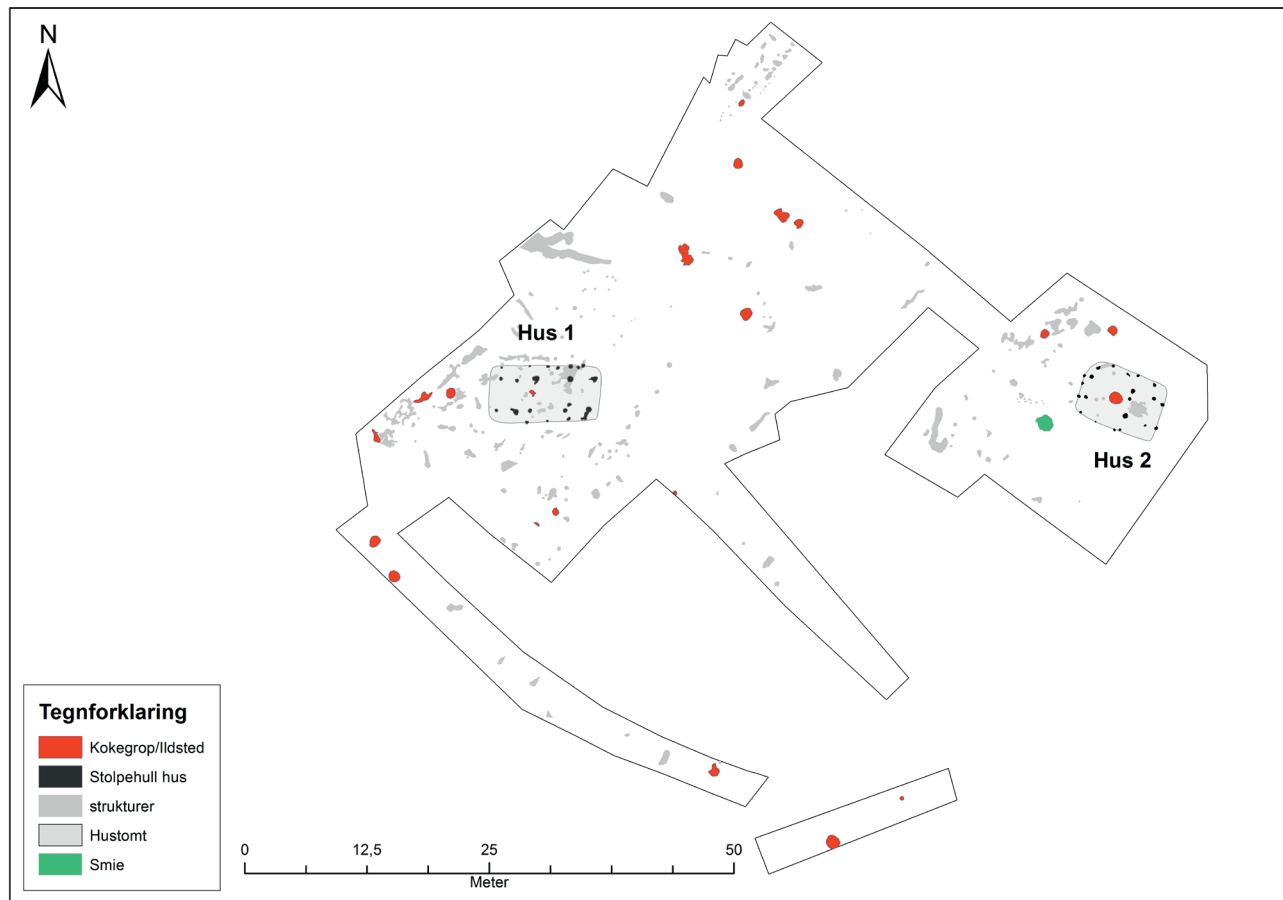 N
Hus 1
Hus 2
Tegnforklaring
Kokegrop/Ildsted
Stolpehull hus
strukturer
Hustomt
Smie
0 12,5 25 50
Meter